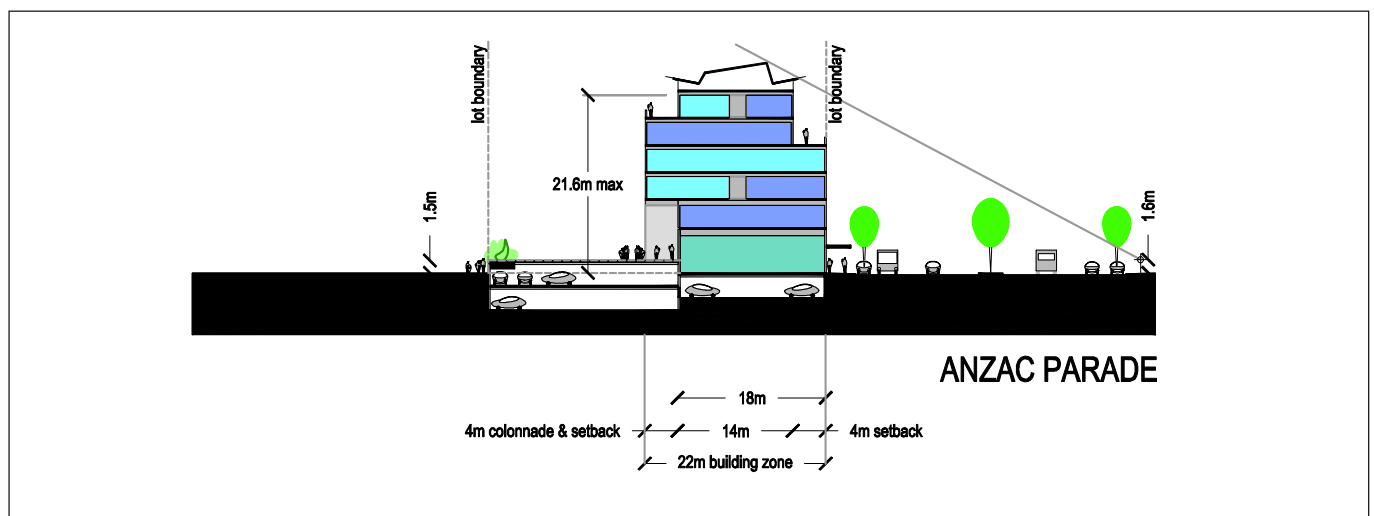 lot boundary
lot boundary
21.6m max
1.5m
1.6m
ANZAC PARADE
18m
4m colonnade & setback
14m
4m setback
22m building zone